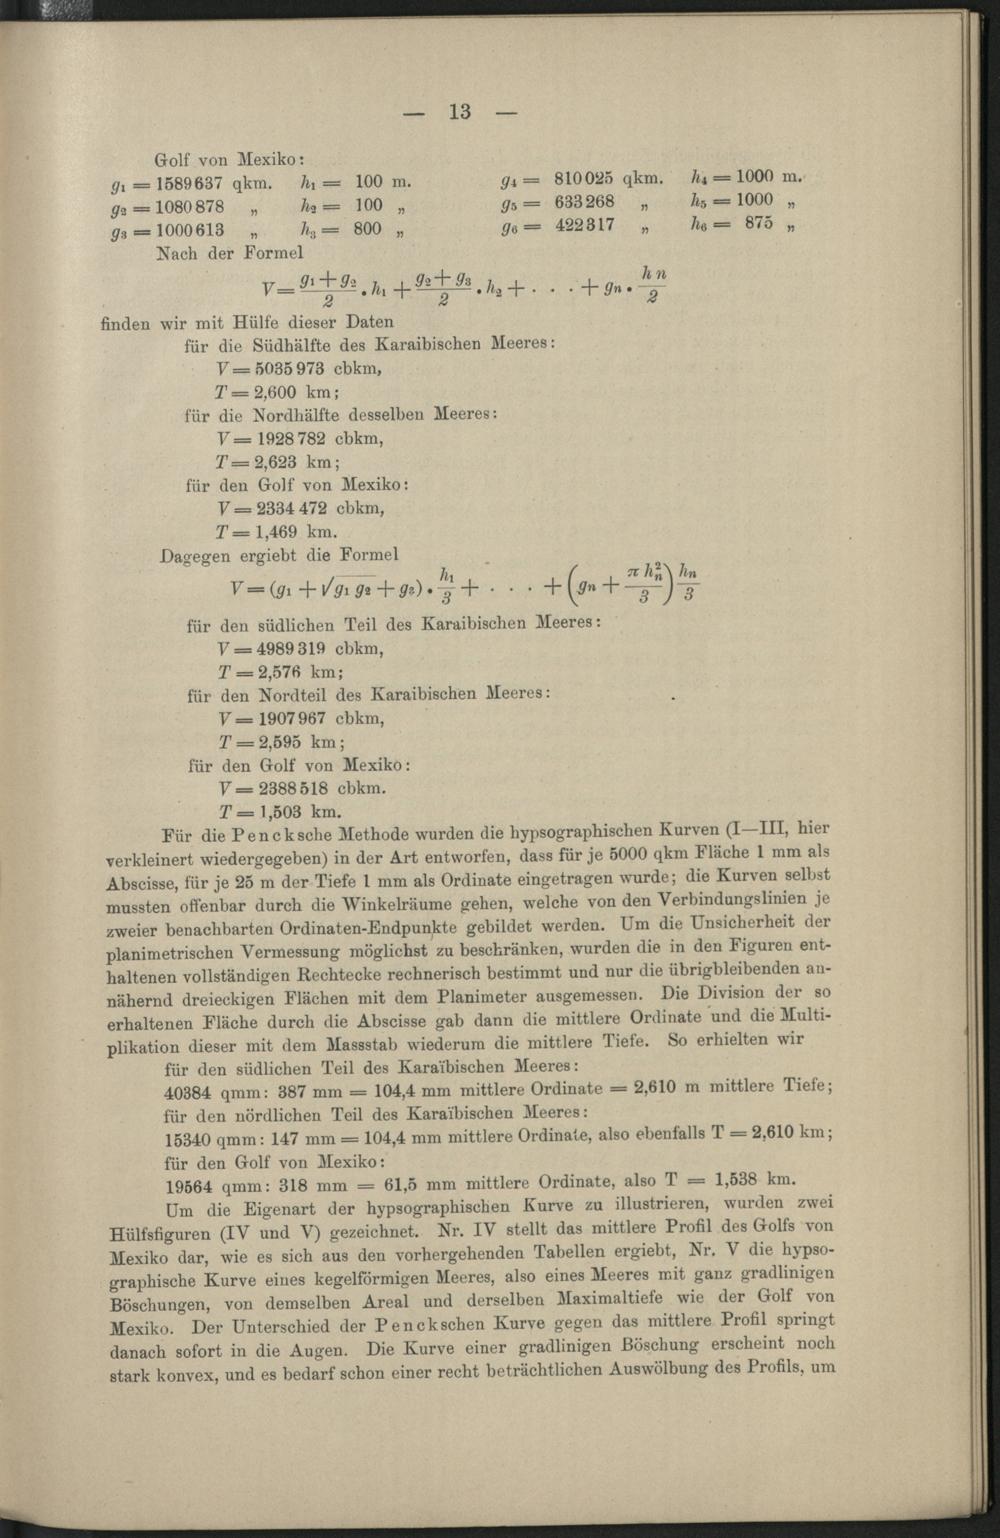 — 13 —
Golf von Mexiko:
g₁ = 1589637 qkm. h₁ = 100 m. g₄ = 810025 qkm. h₄ = 1000 m.
g₂ = 1080878 „ h₂ = 100 „ g₅ = 633268 „ h₅ = 1000 „
g₃ = 1000613 „ h₃ = 800 „ g₆ = 422317 „ h₆ = 875 „
Nach der Formel
V = (g₁ + g₂)/2 . h₁ + (g₂ + g₃)/2 . h₂ + . . . + gₙ . h n/2
finden wir mit Hülfe dieser Daten
für die Südhälfte des Karaibischen Meeres:
V = 5035 973 cbkm,
T = 2,600 km;
für die Nordhälfte desselben Meeres:
V = 1928 782 cbkm,
T = 2,623 km;
für den Golf von Mexiko:
V = 2334 472 cbkm,
T = 1,469 km.
Dagegen ergiebt die Formel
V = (g₁ + √g₁ g₂ + g₂) . h₁/3 + . . . + (gₙ + π hₙ²/3) hₙ/3
für den südlichen Teil des Karaibischen Meeres:
V = 4989 319 cbkm,
T = 2,576 km;
für den Nordteil des Karaibischen Meeres:
V = 1907 967 cbkm,
T = 2,595 km;
für den Golf von Mexiko:
V = 2388 518 cbkm.
T = 1,503 km.
Für die Pencksche Methode wurden die hypsographischen Kurven (I—III, hier
verkleinert wiedergegeben) in der Art entworfen, dass für je 5000 qkm Fläche 1 mm als
Abscisse, für je 25 m der Tiefe 1 mm als Ordinate eingetragen wurde; die Kurven selbst
mussten offenbar durch die Winkelräume gehen, welche von den Verbindungslinien je
zweier benachbarten Ordinaten-Endpunkte gebildet werden. Um die Unsicherheit der
planimetrischen Vermessung möglichst zu beschränken, wurden die in den Figuren ent-
haltenen vollständigen Rechtecke rechnerisch bestimmt und nur die übrigbleibenden an-
nähernd dreieckigen Flächen mit dem Planimeter ausgemessen. Die Division der so
erhaltenen Fläche durch die Abscisse gab dann die mittlere Ordinate und die Multi-
plikation dieser mit dem Massstab wiederum die mittlere Tiefe. So erhielten wir
für den südlichen Teil des Karaïbischen Meeres:
40384 qmm: 387 mm = 104,4 mm mittlere Ordinate = 2,610 m mittlere Tiefe;
für den nördlichen Teil des Karaïbischen Meeres:
15340 qmm: 147 mm = 104,4 mm mittlere Ordinate, also ebenfalls T = 2,610 km;
für den Golf von Mexiko:
19564 qmm: 318 mm = 61,5 mm mittlere Ordinate, also T = 1,538 km.
Um die Eigenart der hypsographischen Kurve zu illustrieren, wurden zwei
Hülfsfiguren (IV und V) gezeichnet. Nr. IV stellt das mittlere Profil des Golfs von
Mexiko dar, wie es sich aus den vorhergehenden Tabellen ergiebt, Nr. V die hypso-
graphische Kurve eines kegelförmigen Meeres, also eines Meeres mit ganz gradlinigen
Böschungen, von demselben Areal und derselben Maximaltiefe wie der Golf von
Mexiko. Der Unterschied der Penckschen Kurve gegen das mittlere Profil springt
danach sofort in die Augen. Die Kurve einer gradlinigen Böschung erscheint noch
stark konvex, und es bedarf schon einer recht beträchtlichen Auswölbung des Profils, um